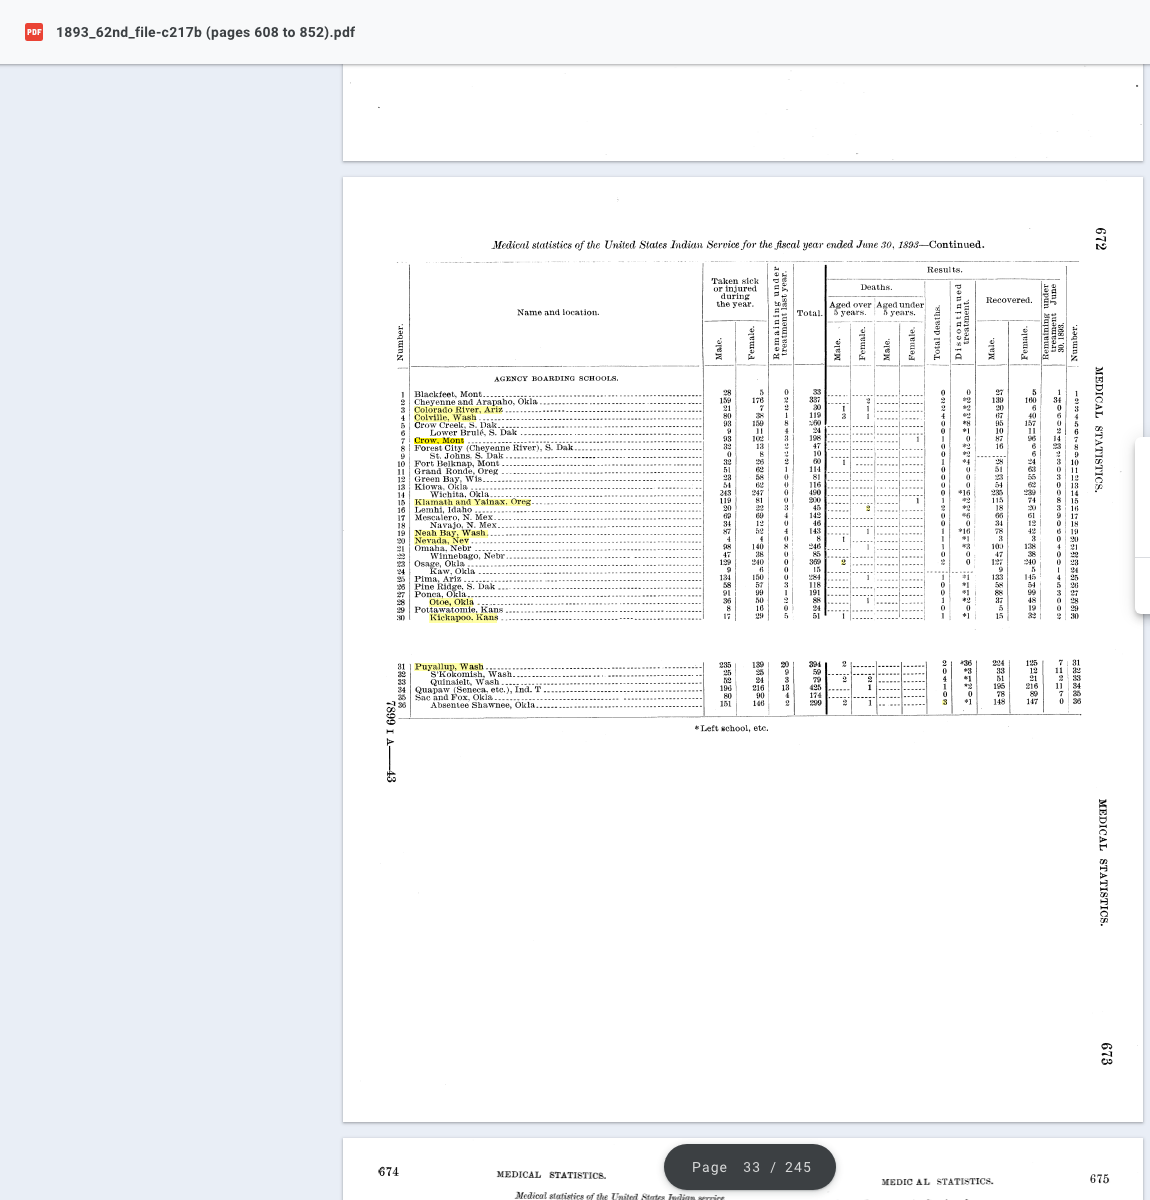 PDF 1893_62nd_file-c217b (pages 608 to 852).pdf
672
Medical statistics of the United States Indian Service for the fiscal year ended June 30, 1893—Continued.
Number.
Name and location.
Taken sick or injured during the year.
Male.
Female.
Remaining under treatment last year.
Total.
Results.
Deaths.
Aged over 5 years.
Aged under 5 years.
Male.
Female.
Male.
Female.
Total deaths.
Discontinued treatment.
Recovered.
Male.
Female.
Remaining under treatment June 30, 1893.
Number.
MEDICAL STATISTICS.
AGENCY BOARDING SCHOOLS.
1 Blackfeet, Mont 28 5 0 33 0 0 27 5 1 1
2 Cheyenne and Arapaho, Okla 159 176 2 337 2 2 *2 139 160 34 2
3 Colorado River, Ariz 21 7 2 30 1 1 2 *2 20 6 0 3
4 Colville, Wash 80 38 1 119 3 1 4 *2 67 40 6 4
5 Crow Creek, S. Dak 93 159 8 260 0 *8 95 157 0 5
6 Lower Brulé, S. Dak 9 11 4 24 0 *1 10 11 2 6
7 Crow, Mont 93 102 3 198 1 1 0 87 96 14 7
8 Forest City (Cheyenne River), S. Dak 32 13 2 47 0 *2 16 6 23 8
9 St. Johns, S. Dak 0 8 2 10 0 *2 6 2 9
10 Fort Belknap, Mont 32 26 2 60 1 1 *4 28 24 3 10
11 Grand Ronde, Oreg 51 62 1 114 0 0 51 63 0 11
12 Green Bay, Wis 23 58 0 81 0 0 23 55 3 12
13 Kiowa, Okla 54 62 0 116 0 0 54 62 0 13
14 Wichita, Okla 243 247 0 490 0 *16 235 239 0 14
15 Klamath and Yainax, Oreg 119 81 0 200 1 1 *2 115 74 8 15
16 Lemhi, Idaho 20 22 3 45 2 2 *2 18 20 3 16
17 Mescalero, N. Mex 69 69 4 142 0 *6 66 61 9 17
18 Navajo, N. Mex 34 12 0 46 0 0 34 12 0 18
19 Neah Bay, Wash 87 52 4 143 1 1 *16 78 42 6 19
20 Nevada, Nev 4 4 0 8 1 1 *1 3 3 0 20
21 Omaha, Nebr 98 140 8 246 1 1 *3 100 138 4 21
22 Winnebago, Nebr 47 38 0 85 0 0 47 38 0 22
23 Osage, Okla 129 240 0 369 2 2 0 127 240 0 23
24 Kaw, Okla 9 6 0 15 9 5 1 24
25 Pima, Ariz 134 150 0 284 1 1 *1 133 145 4 25
26 Pine Ridge, S. Dak 58 57 3 118 0 *1 58 54 5 26
27 Ponca, Okla 91 99 1 191 0 *1 88 99 3 27
28 Otoe, Okla 36 50 2 88 1 1 *2 37 48 0 28
29 Pottawatomie, Kans 8 16 0 24 0 0 5 19 0 29
30 Kickapoo, Kans 17 29 5 51 1 1 *1 15 32 2 30
31 Puyallup, Wash 235 139 20 394 2 2 *36 224 125 7 31
32 S'Kokomish, Wash 25 25 9 59 0 *3 33 12 11 32
33 Quinaielt, Wash 52 24 3 79 2 2 4 *1 51 21 2 33
34 Quapaw (Seneca, etc.), Ind. T 196 216 13 425 1 1 *2 195 216 11 34
35 Sac and Fox, Okla 80 90 4 174 0 0 78 89 7 35
36 Absentee Shawnee, Okla 151 146 2 299 2 1 3 *1 148 147 0 36
*Left school, etc.
7899 I A——43
MEDICAL STATISTICS.
673
674
MEDICAL STATISTICS.
Medical statistics of the United States Indian service
MEDICAL STATISTICS.
675
Page 33 / 245